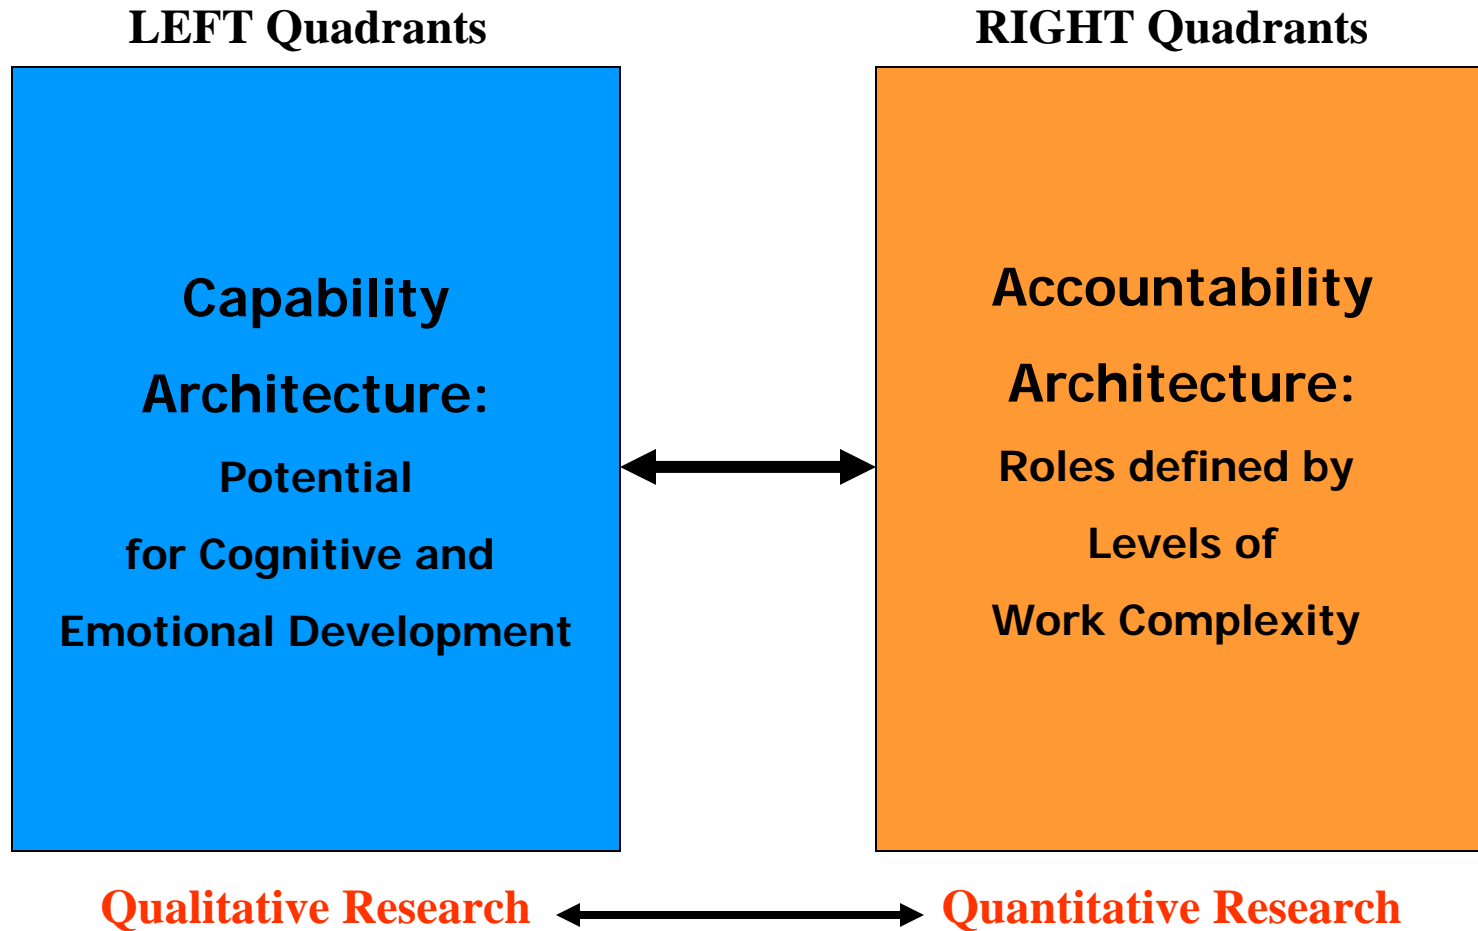 LEFT Quadrants
RIGHT Quadrants
Capability
Architecture:
Potential
for Cognitive and
Emotional Development
Accountability
Architecture:
Roles defined by
Levels of
Work Complexity
Qualitative Research
Quantitative Research